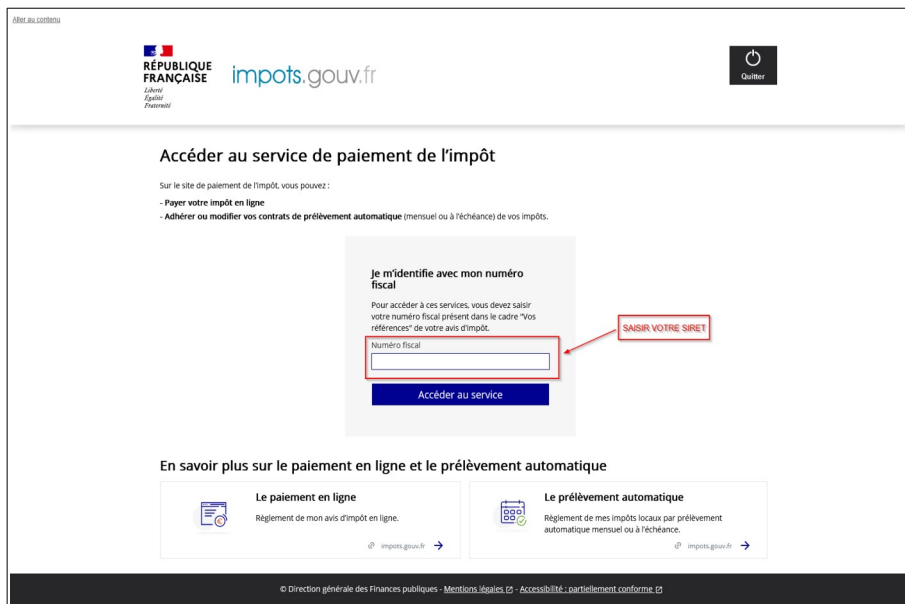 Aller au contenu
RÉPUBLIQUE
FRANÇAISE
Liberté
Égalité
Fraternité
impots.gouv.fr
Quitter
Accéder au service de paiement de l'impôt
Sur le site de paiement de l'impôt, vous pouvez :
- Payer votre impôt en ligne
- Adhérer ou modifier vos contrats de prélèvement automatique (mensuel ou à l'échéance) de vos impôts.
Je m'identifie avec mon numéro
fiscal
Pour accéder à ces services, vous devez saisir
votre numéro fiscal présent dans le cadre "Vos
références" de votre avis d'impôt.
Numéro fiscal
SAISIR VOTRE SIRET
Accéder au service
En savoir plus sur le paiement en ligne et le prélèvement automatique
Le paiement en ligne
Règlement de mon avis d'impôt en ligne.
impots.gouv.fr
Le prélèvement automatique
Règlement de mes impôts locaux par prélèvement
automatique mensuel ou à l'échéance.
impots.gouv.fr
© Direction générale des Finances publiques - Mentions légales - Accessibilité : partiellement conforme